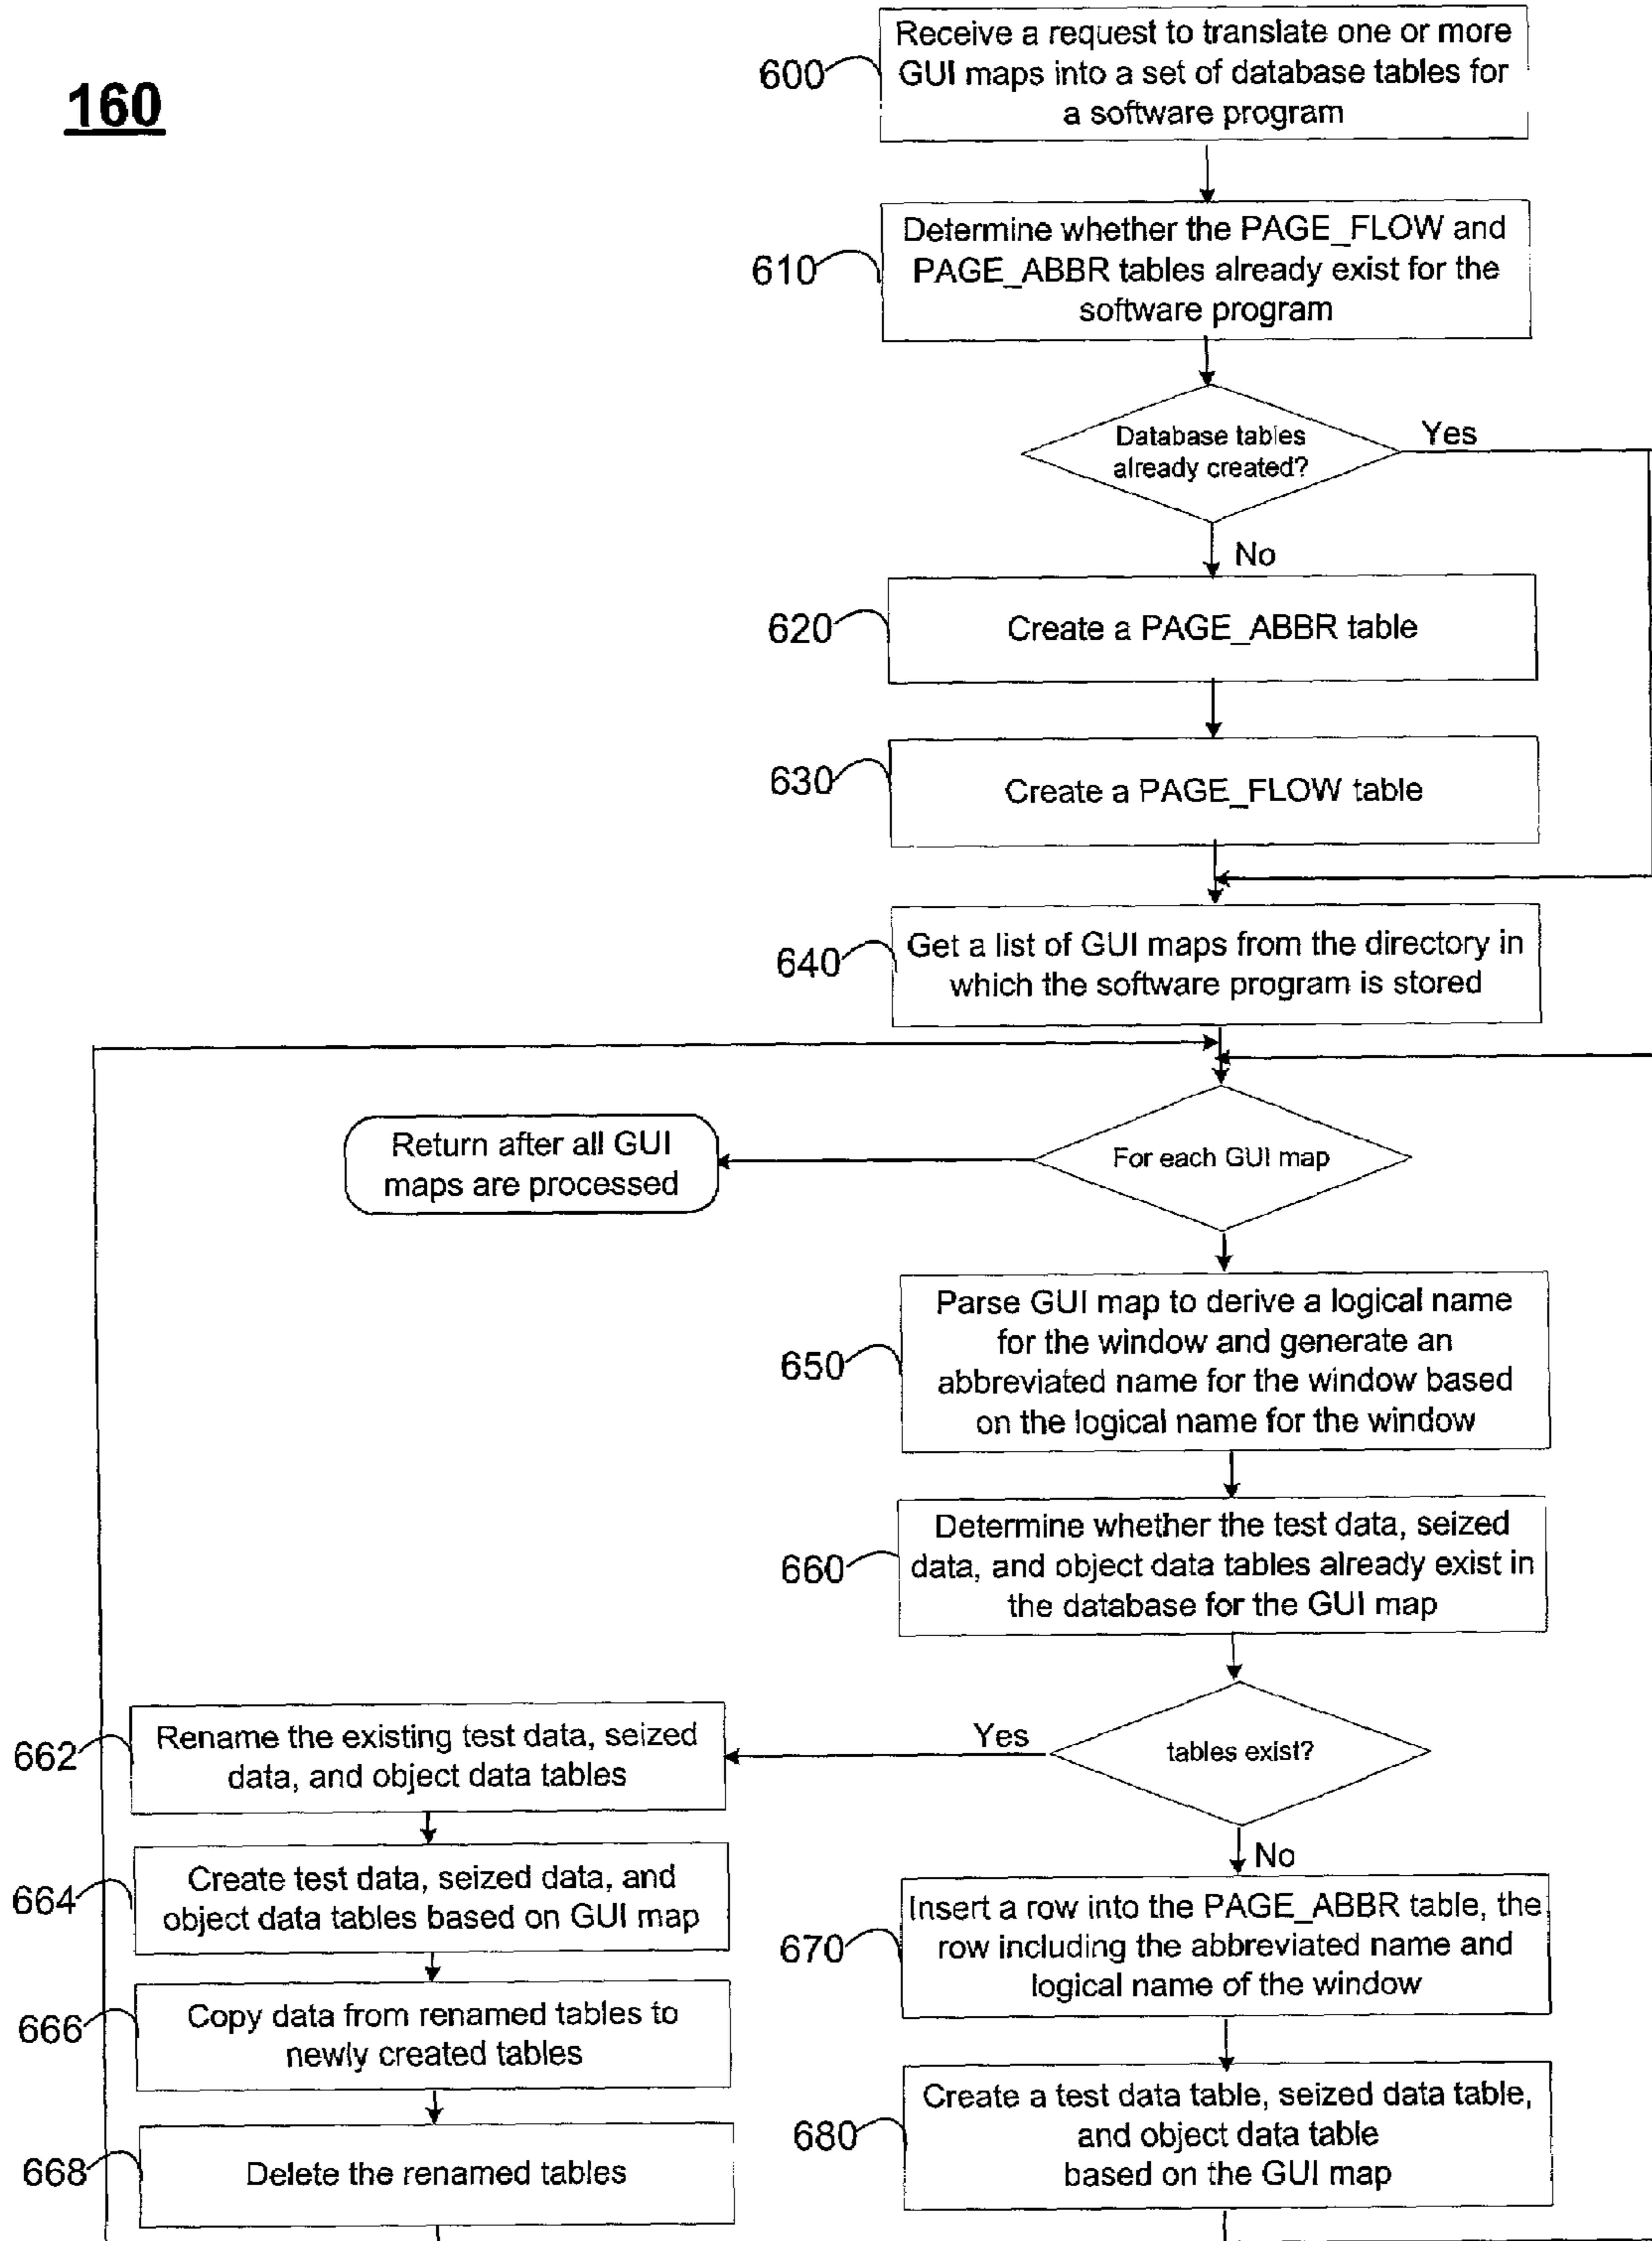 160
600
Receive a request to translate one or more
GUI maps into a set of database tables for
a software program
610
Determine whether the PAGE_FLOW and
PAGE_ABBR tables already exist for the
software program
Database tables
already created?
Yes
No
620
Create a PAGE_ABBR table
630
Create a PAGE_FLOW table
640
Get a list of GUI maps from the directory in
which the software program is stored
For each GUI map
Return after all GUI
maps are processed
650
Parse GUI map to derive a logical name
for the window and generate an
abbreviated name for the window based
on the logical name for the window
660
Determine whether the test data, seized
data, and object data tables already exist in
the database for the GUI map
tables exist?
Yes
No
662
Rename the existing test data, seized
data, and object data tables
664
Create test data, seized data, and
object data tables based on GUI map
666
Copy data from renamed tables to
newly created tables
668
Delete the renamed tables
670
Insert a row into the PAGE_ABBR table, the
row including the abbreviated name and
logical name of the window
680
Create a test data table, seized data table,
and object data table
based on the GUI map